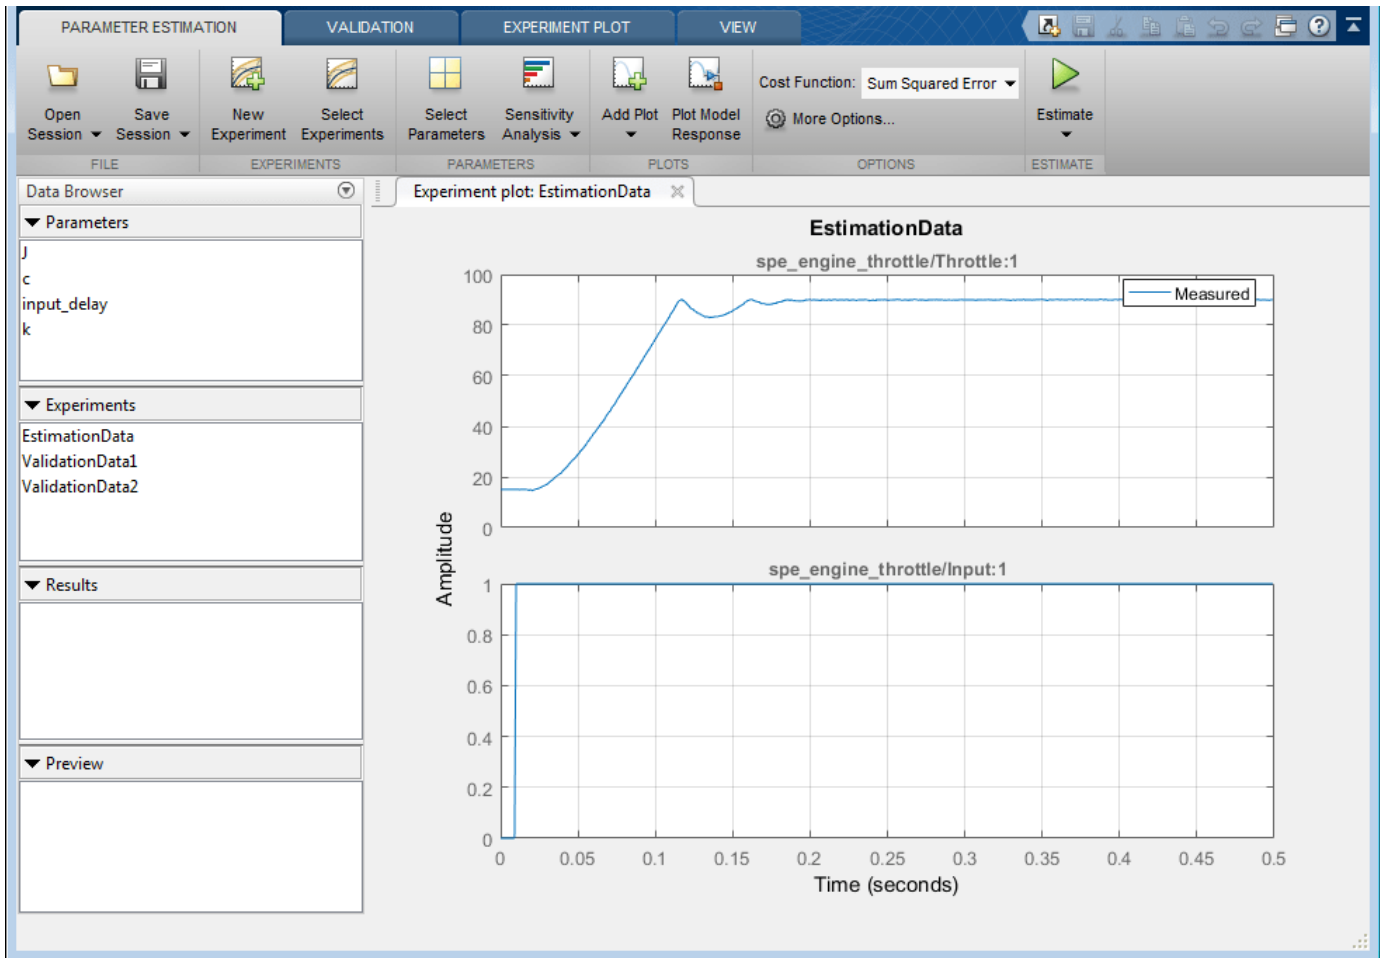 PARAMETER ESTIMATION
VALIDATION
EXPERIMENT PLOT
VIEW
Open Session
Save Session
New Experiment
Select Experiments
Select Parameters
Sensitivity Analysis
Add Plot
Plot Model Response
Cost Function: Sum Squared Error
More Options...
Estimate
FILE
EXPERIMENTS
PARAMETERS
PLOTS
OPTIONS
ESTIMATE
Data Browser
Parameters
J
c
input_delay
k
Experiments
EstimationData
ValidationData1
ValidationData2
Results
Preview
Experiment plot: EstimationData
EstimationData
spe_engine_throttle/Throttle:1
100
80
60
40
20
0
Measured
Amplitude
spe_engine_throttle/Input:1
1
0.8
0.6
0.4
0.2
0
0 0.05 0.1 0.15 0.2 0.25 0.3 0.35 0.4 0.45 0.5
Time (seconds)